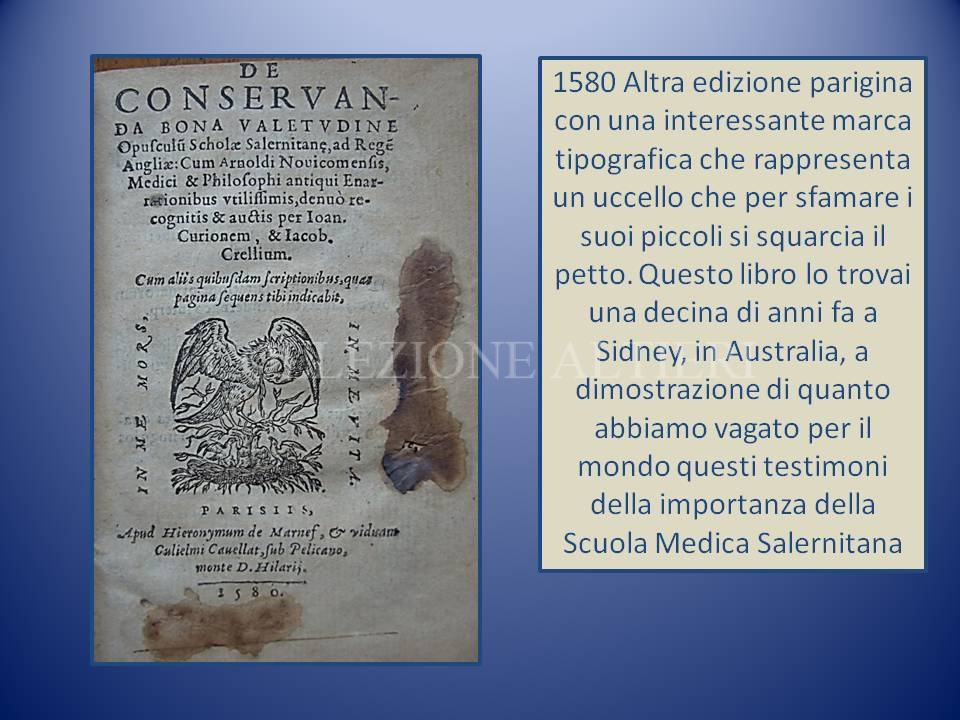 DE
CONSERVAN-
DA BONA VALETVDINE
Opuſculũ Scholæ Salernitanę, ad Regẽ
Angliæ: Cum Arnoldi Nouicomenſis,
Medici & Philoſophi antiqui Enar-
rationibus vtiliſſimis, denuò re-
cognitis & auctis per Ioan.
Curionem, & Iacob.
Crellium.
Cum aliis quibuſdam ſcriptionibus, quas
pagina ſequens tibi indicabit,
IN ME MORS,
IN ME VITA.
PARISIIS,
Apud Hieronymum de Marnef, & viduam
Gulielmi Cauellat, ſub Pelicano,
monte D. Hilarij.
1580.
1580 Altra edizione parigina
con una interessante marca
tipografica che rappresenta
un uccello che per sfamare i
suoi piccoli si squarcia il
petto. Questo libro lo trovai
una decina di anni fa a
Sidney, in Australia, a
dimostrazione di quanto
abbiamo vagato per il
mondo questi testimoni
della importanza della
Scuola Medica Salernitana
LEZIONE ALTIERI